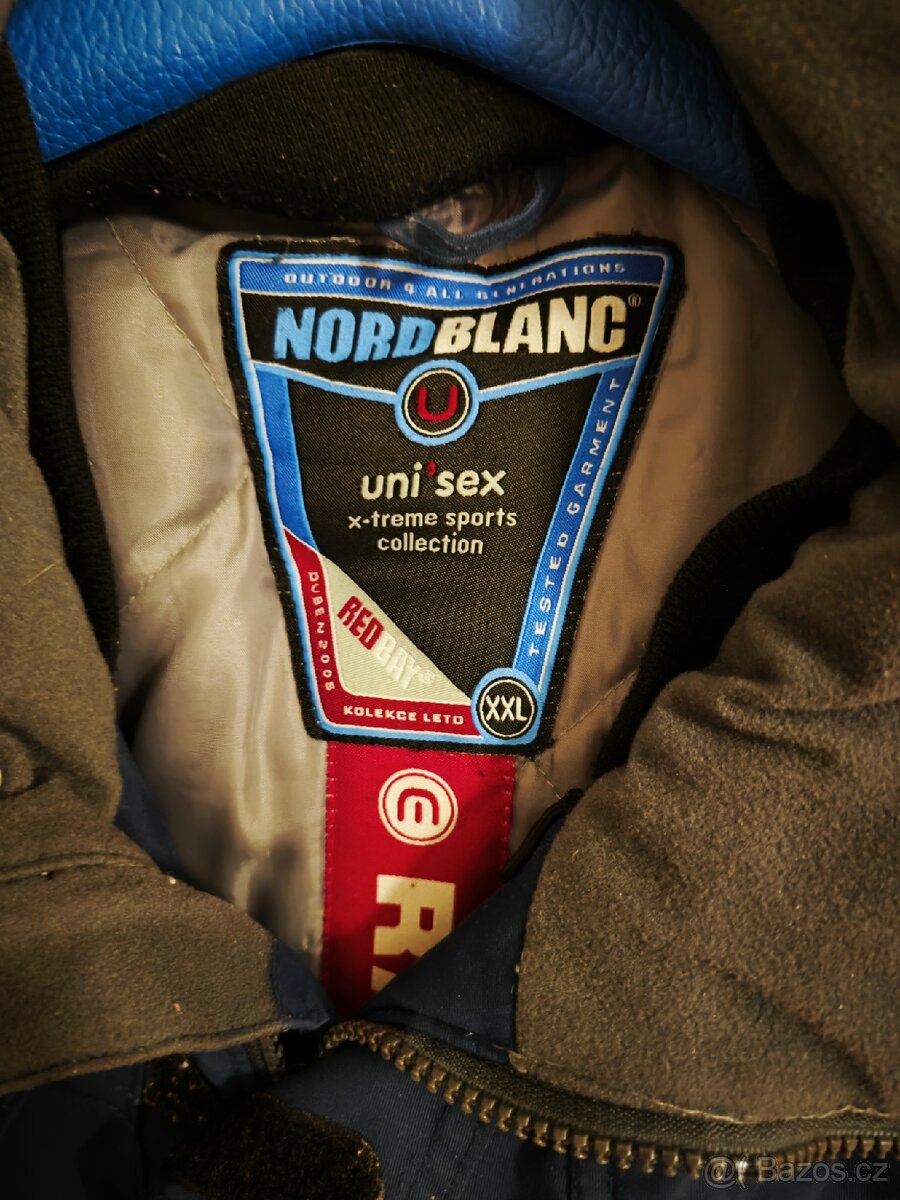 OUTDOOR 4 ALL GENERATIONS
NORDBLANC®
U
uni'sex
x-treme sports
collection
TESTED GARMENT
DUBEN 2005
REDBAY®
KOLEKCE LETO
XXL
R
@ Bazos.cz